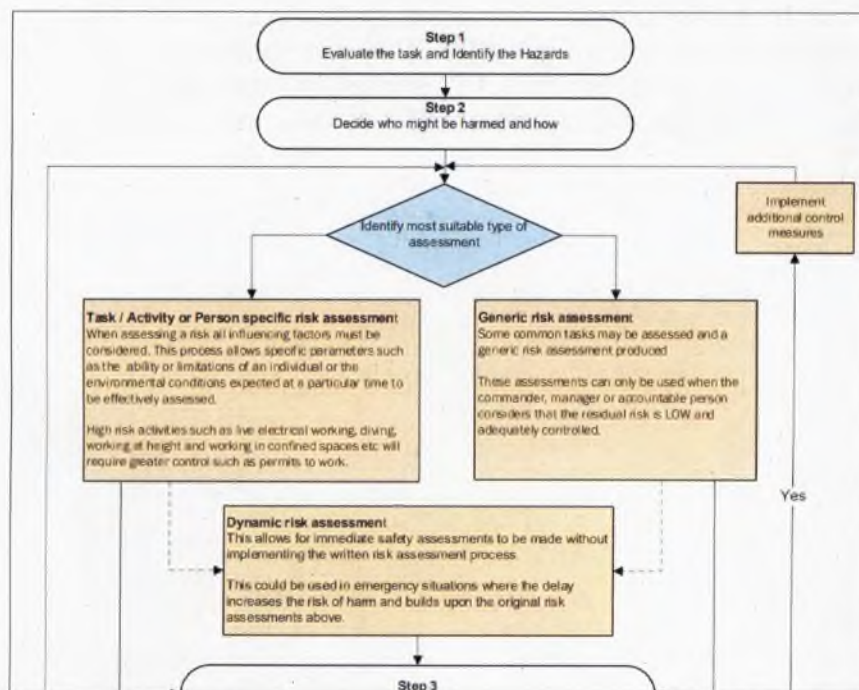 Step 1
Evaluate the task and Identify the Hazards
Step 2
Decide who might be harmed and how
Identify most suitable type of
assessment
Implement
additional control
measures
Task / Activity or Person specific risk assessment
When assessing a risk all influencing factors must be
considered. This process allows specific parameters such
as the ability or limitations of an individual or the
environmental conditions expected at a particular time to
be effectively assessed.
High risk activities such as live electrical working, diving,
working at height and working in confined spaces etc will
require greater control such as permits to work.
Generic risk assessment
Some common tasks may be assessed and a
generic risk assessment produced
These assessments can only be used when the
commander, manager or accountable person
considers that the residual risk is LOW and
adequately controlled.
Yes
Dynamic risk assessment
This allows for immediate safety assessments to be made without
implementing the written risk assessment process
This could be used in emergency situations where the delay
increases the risk of harm and builds upon the original risk
assessments above.
Step 3